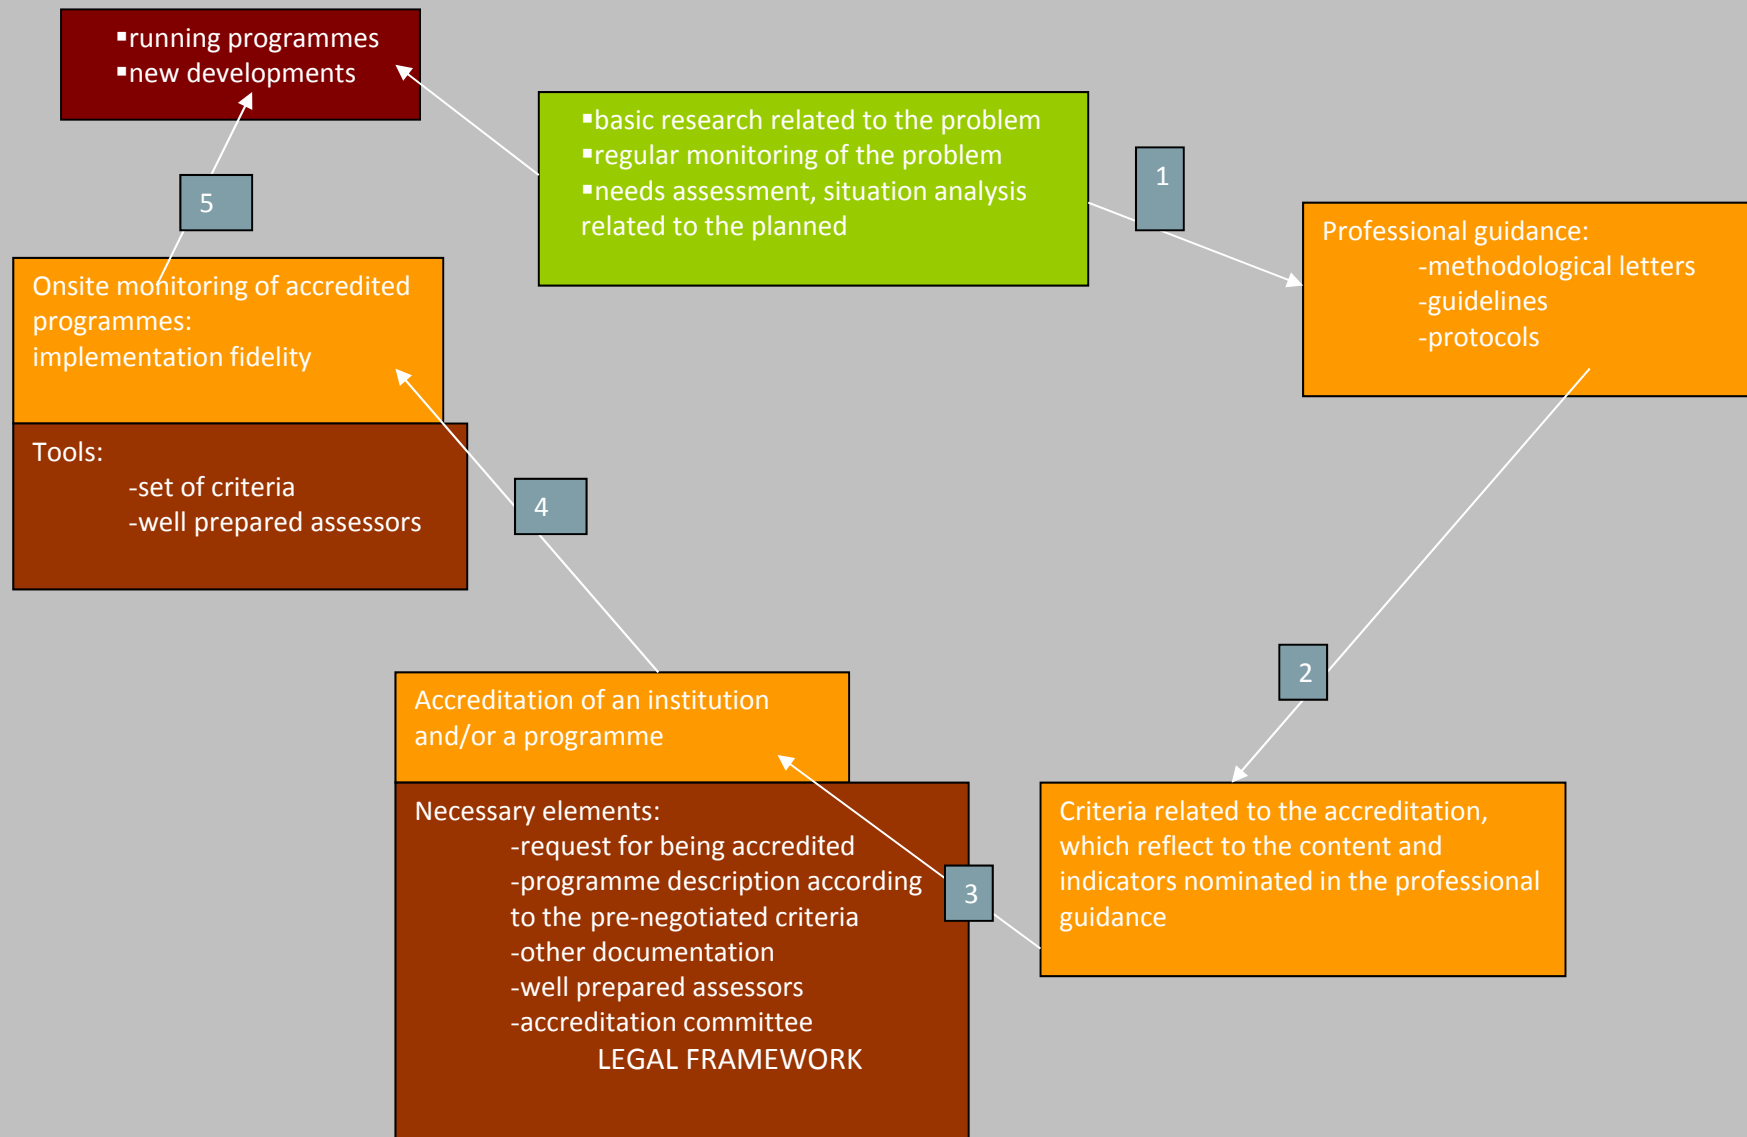 ▪running programmes
▪new developments
▪basic research related to the problem
▪regular monitoring of the problem
▪needs assessment, situation analysis
related to the planned
1
Professional guidance:
-methodological letters
-guidelines
-protocols
5
Onsite monitoring of accredited
programmes:
implementation fidelity
Tools:
-set of criteria
-well prepared assessors
4
2
Accreditation of an institution
and/or a programme
Necessary elements:
-request for being accredited
-programme description according
to the pre-negotiated criteria
-other documentation
-well prepared assessors
-accreditation committee
LEGAL FRAMEWORK
3
Criteria related to the accreditation,
which reflect to the content and
indicators nominated in the professional
guidance